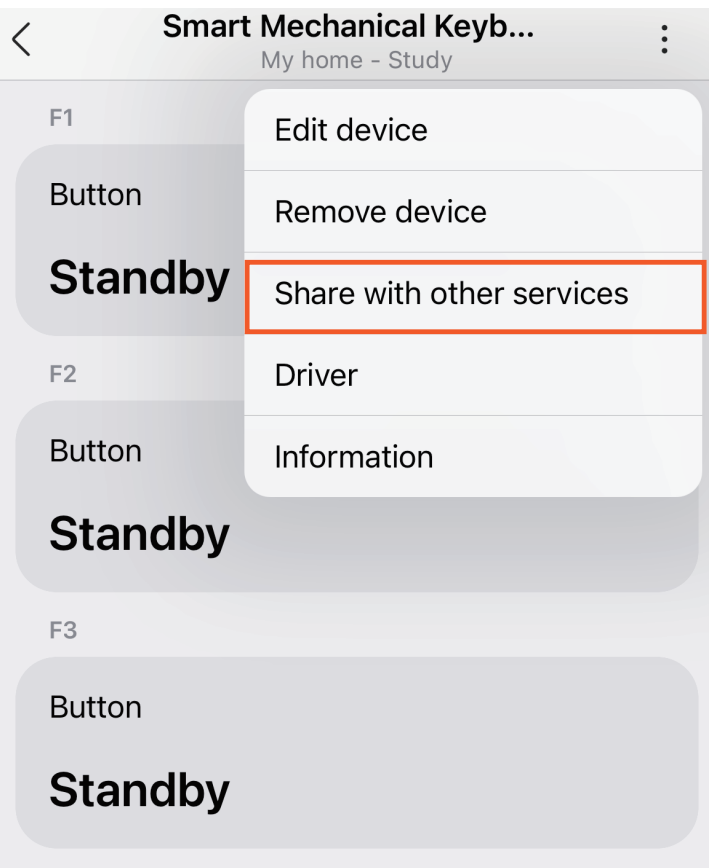 Smart Mechanical Keyb...
My home - Study
F1
Edit device
Button
Remove device
Standby
Share with other services
F2
Driver
Button
Information
Standby
F3
Button
Standby